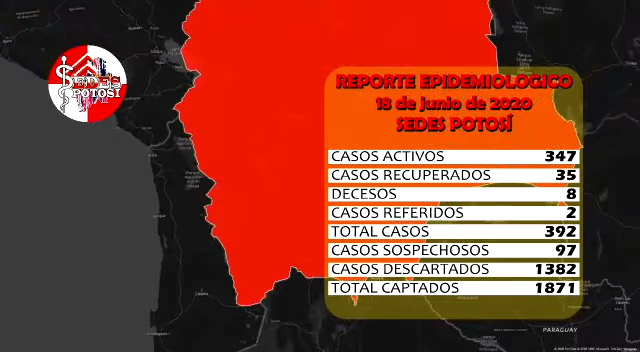 SEDES
POTOSÍ
REPORTE EPIDEMIOLOGICO
18 de junio de 2020
SEDES POTOSÍ
CASOS ACTIVOS 347
CASOS RECUPERADOS 35
DECESOS 8
CASOS REFERIDOS 2
TOTAL CASOS 392
CASOS SOSPECHOSOS 97
CASOS DESCARTADOS 1382
TOTAL CAPTADOS 1871
PARAGUAY